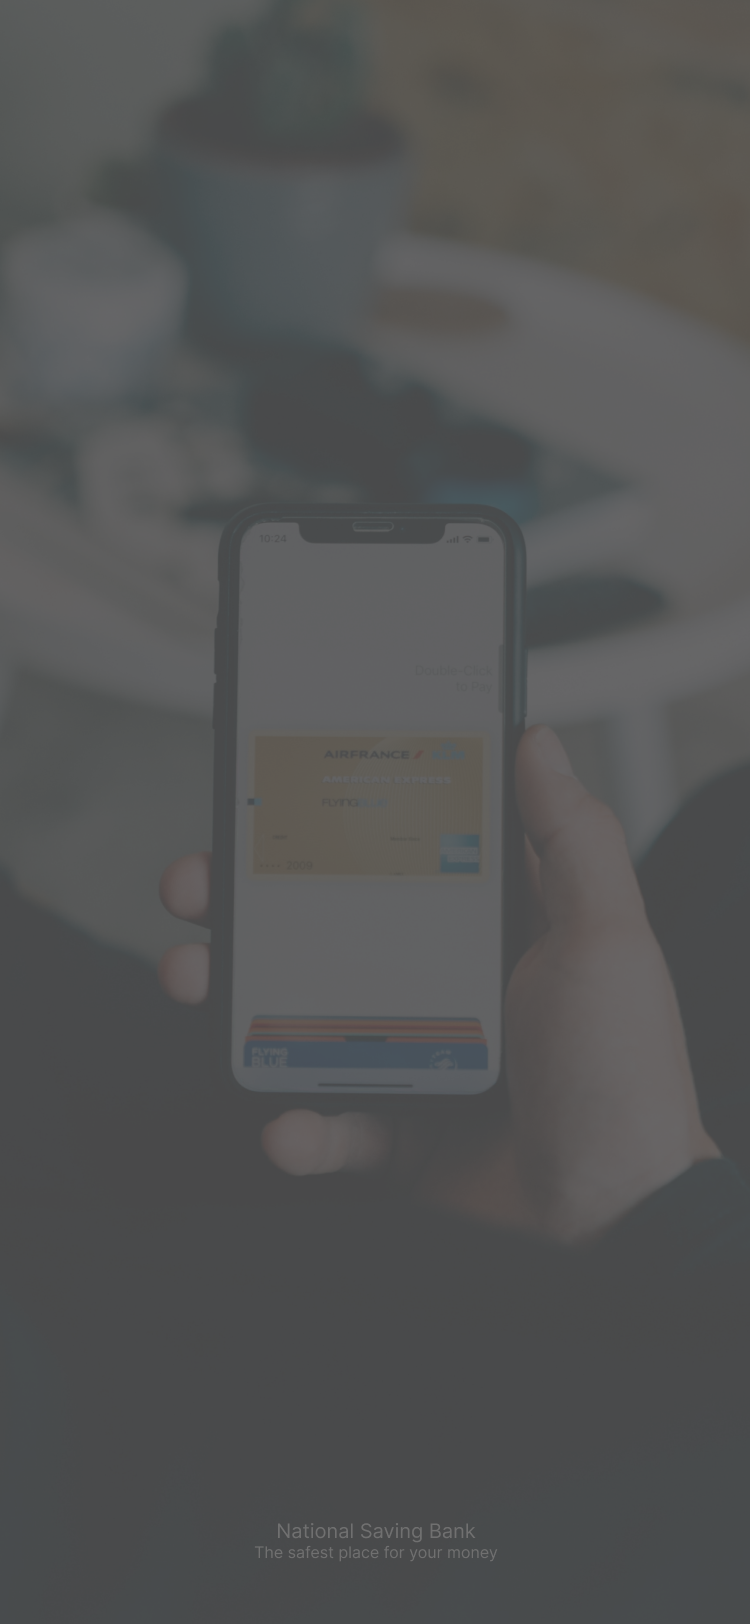 10:24
Double-Click
to Pay
AIRFRANCE
AMERICAN EXPRESS
FLYING BLUE
FLYING
BLUE
National Saving Bank
The safest place for your money